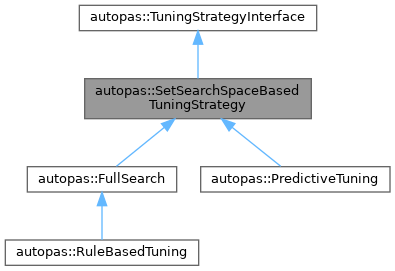 autopas::TuningStrategyInterface
autopas::SetSearchSpaceBased
TuningStrategy
autopas::FullSearch
autopas::PredictiveTuning
autopas::RuleBasedTuning